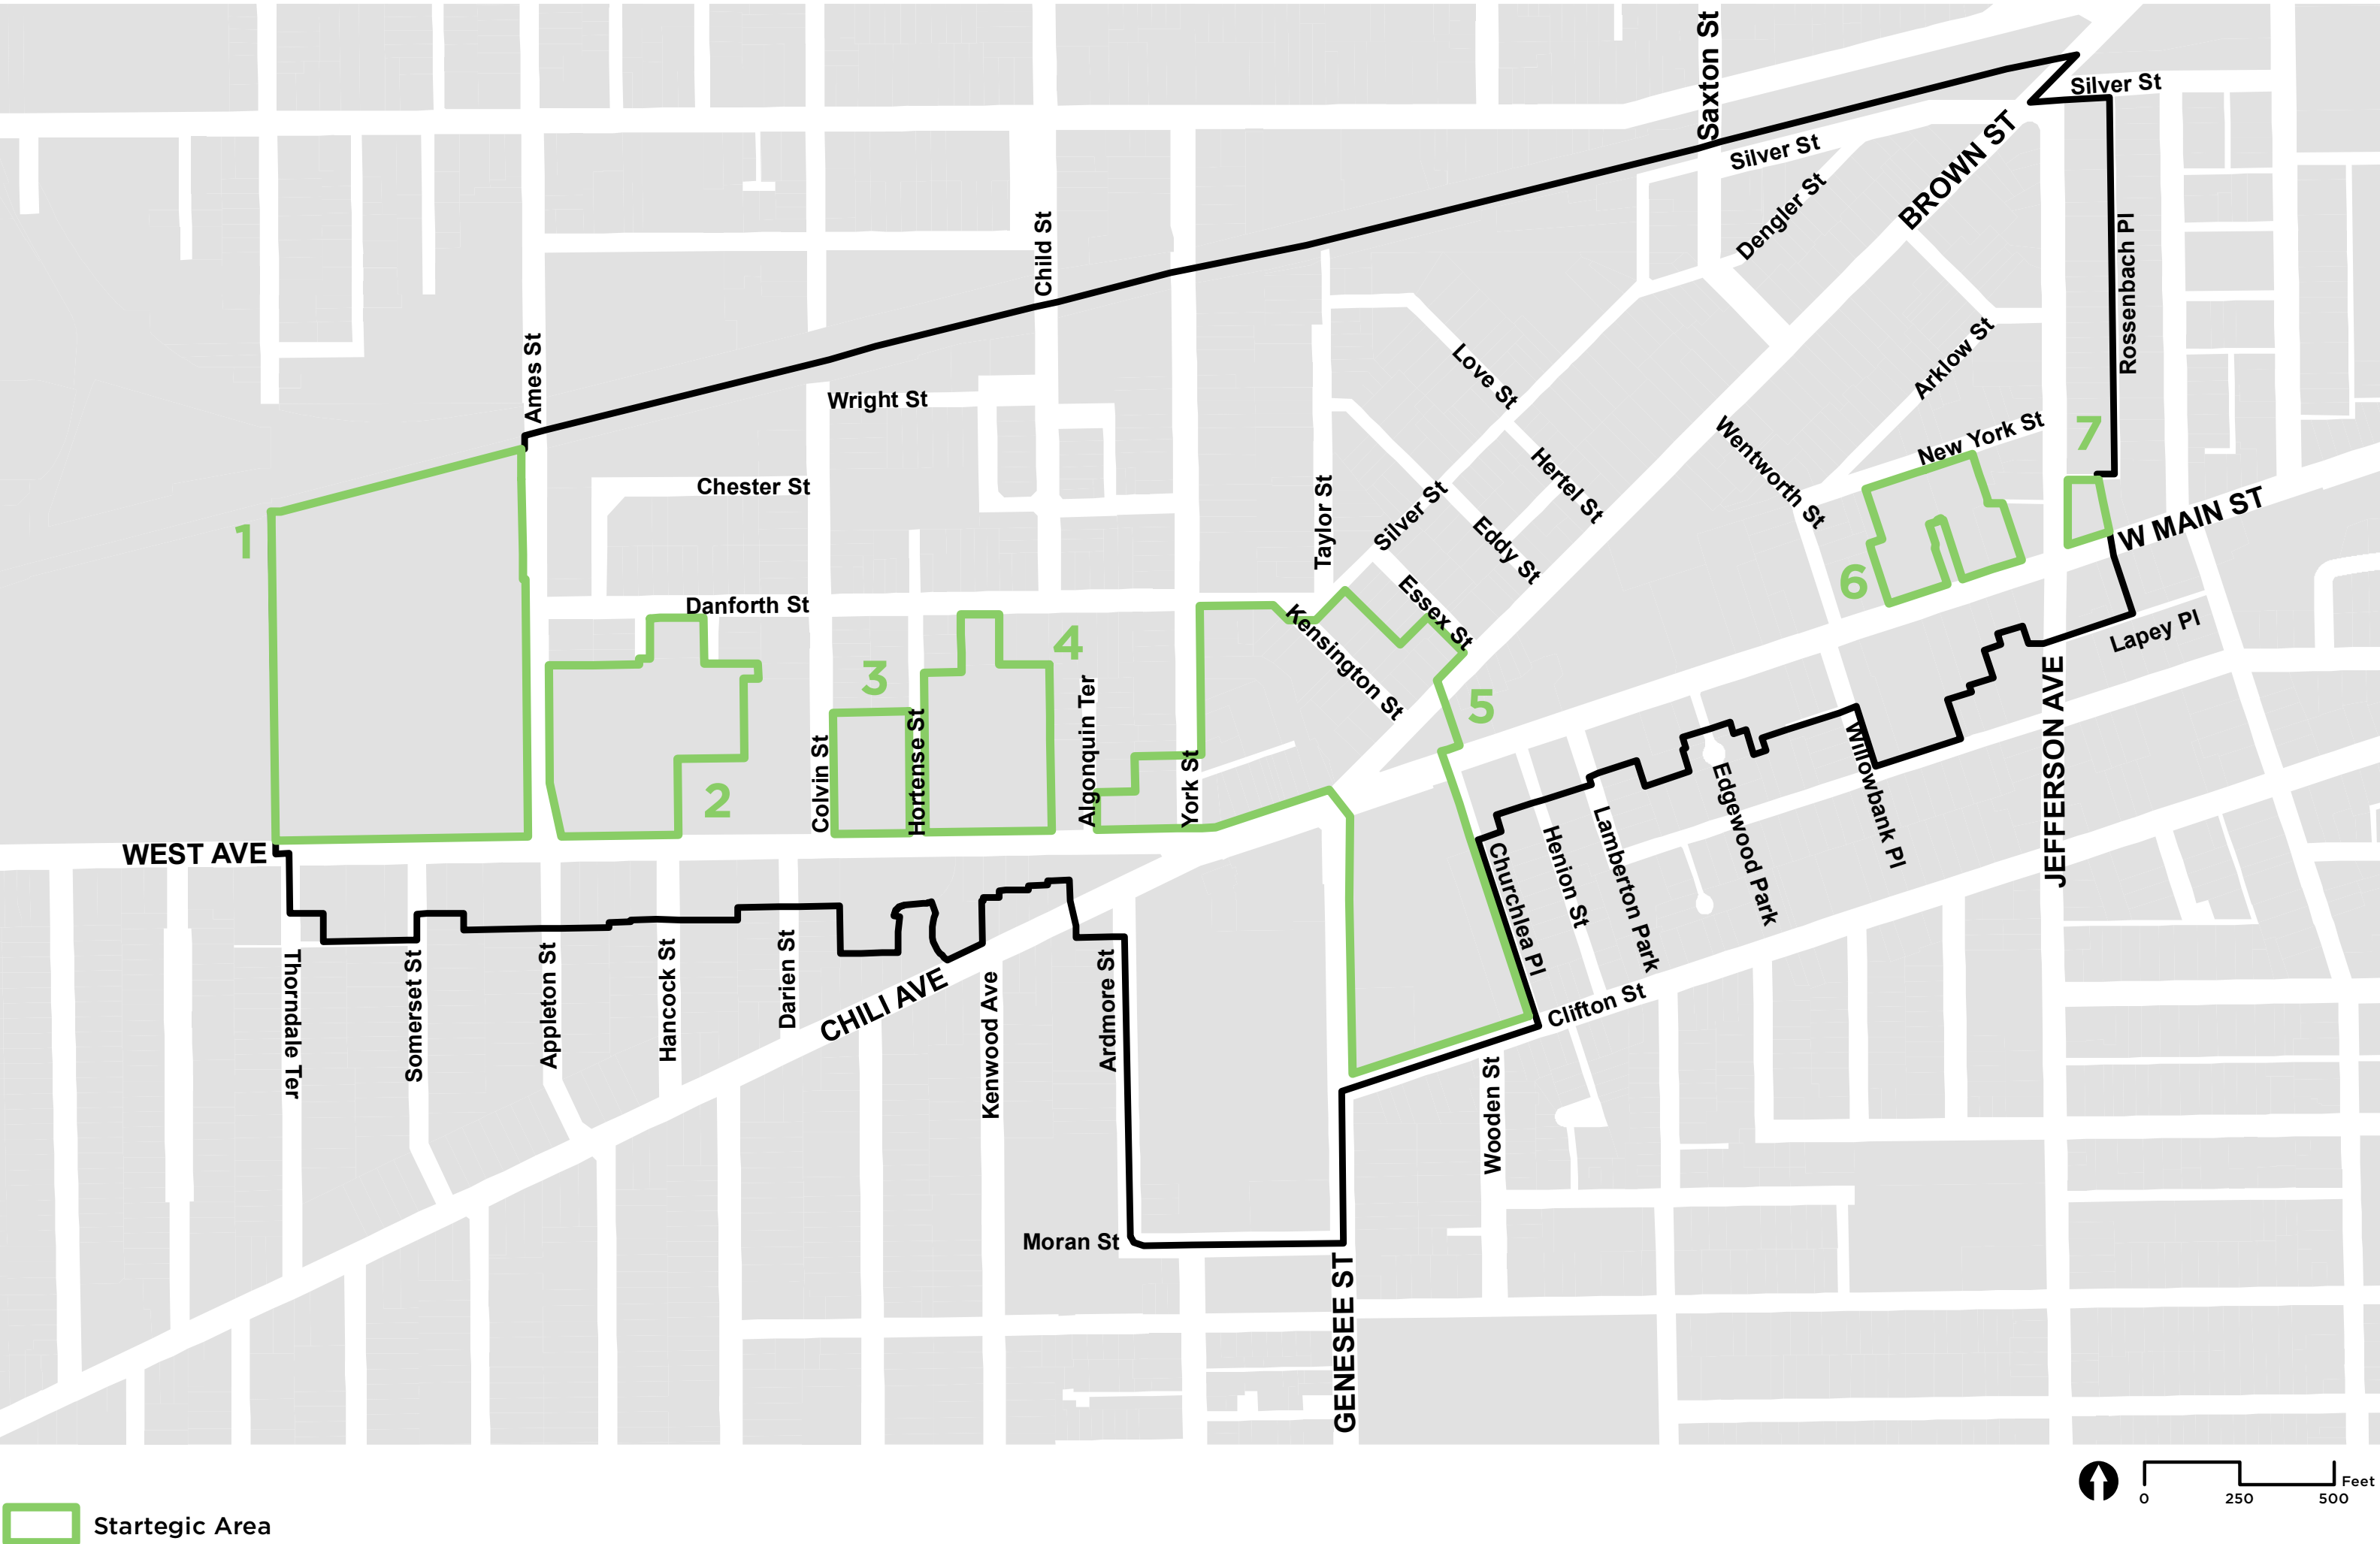 Saxton St
Silver St
Silver St
BROWN ST
Dengler St
Child St
Rossenbach Pl
Ames St
Love St
Arklow St
Wright St
New York St
7
Wentworth St
Hertel St
Chester St
Taylor St
Silver St
Eddy St
W MAIN ST
1
6
Danforth St
Essex St
Kensington St
Lapey Pl
4
3
5
Colvin St
Hortense St
Algonquin Ter
York St
2
JEFFERSON AVE
Willowbank Pl
Edgewood Park
WEST AVE
Lamberton Park
Henion St
Churchlea Pl
Thorndale Ter
Somerset St
Appleton St
Hancock St
Darien St
CHILI AVE
Kenwood Ave
Ardmore St
Clifton St
Wooden St
Moran St
GENESEE ST
Feet
0 250 500
Startegic Area